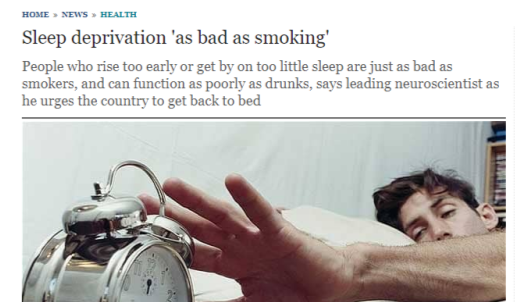 HOME » NEWS » HEALTH
Sleep deprivation 'as bad as smoking'
People who rise too early or get by on too little sleep are just as bad as
smokers, and can function as poorly as drunks, says leading neuroscientist as
he urges the country to get back to bed